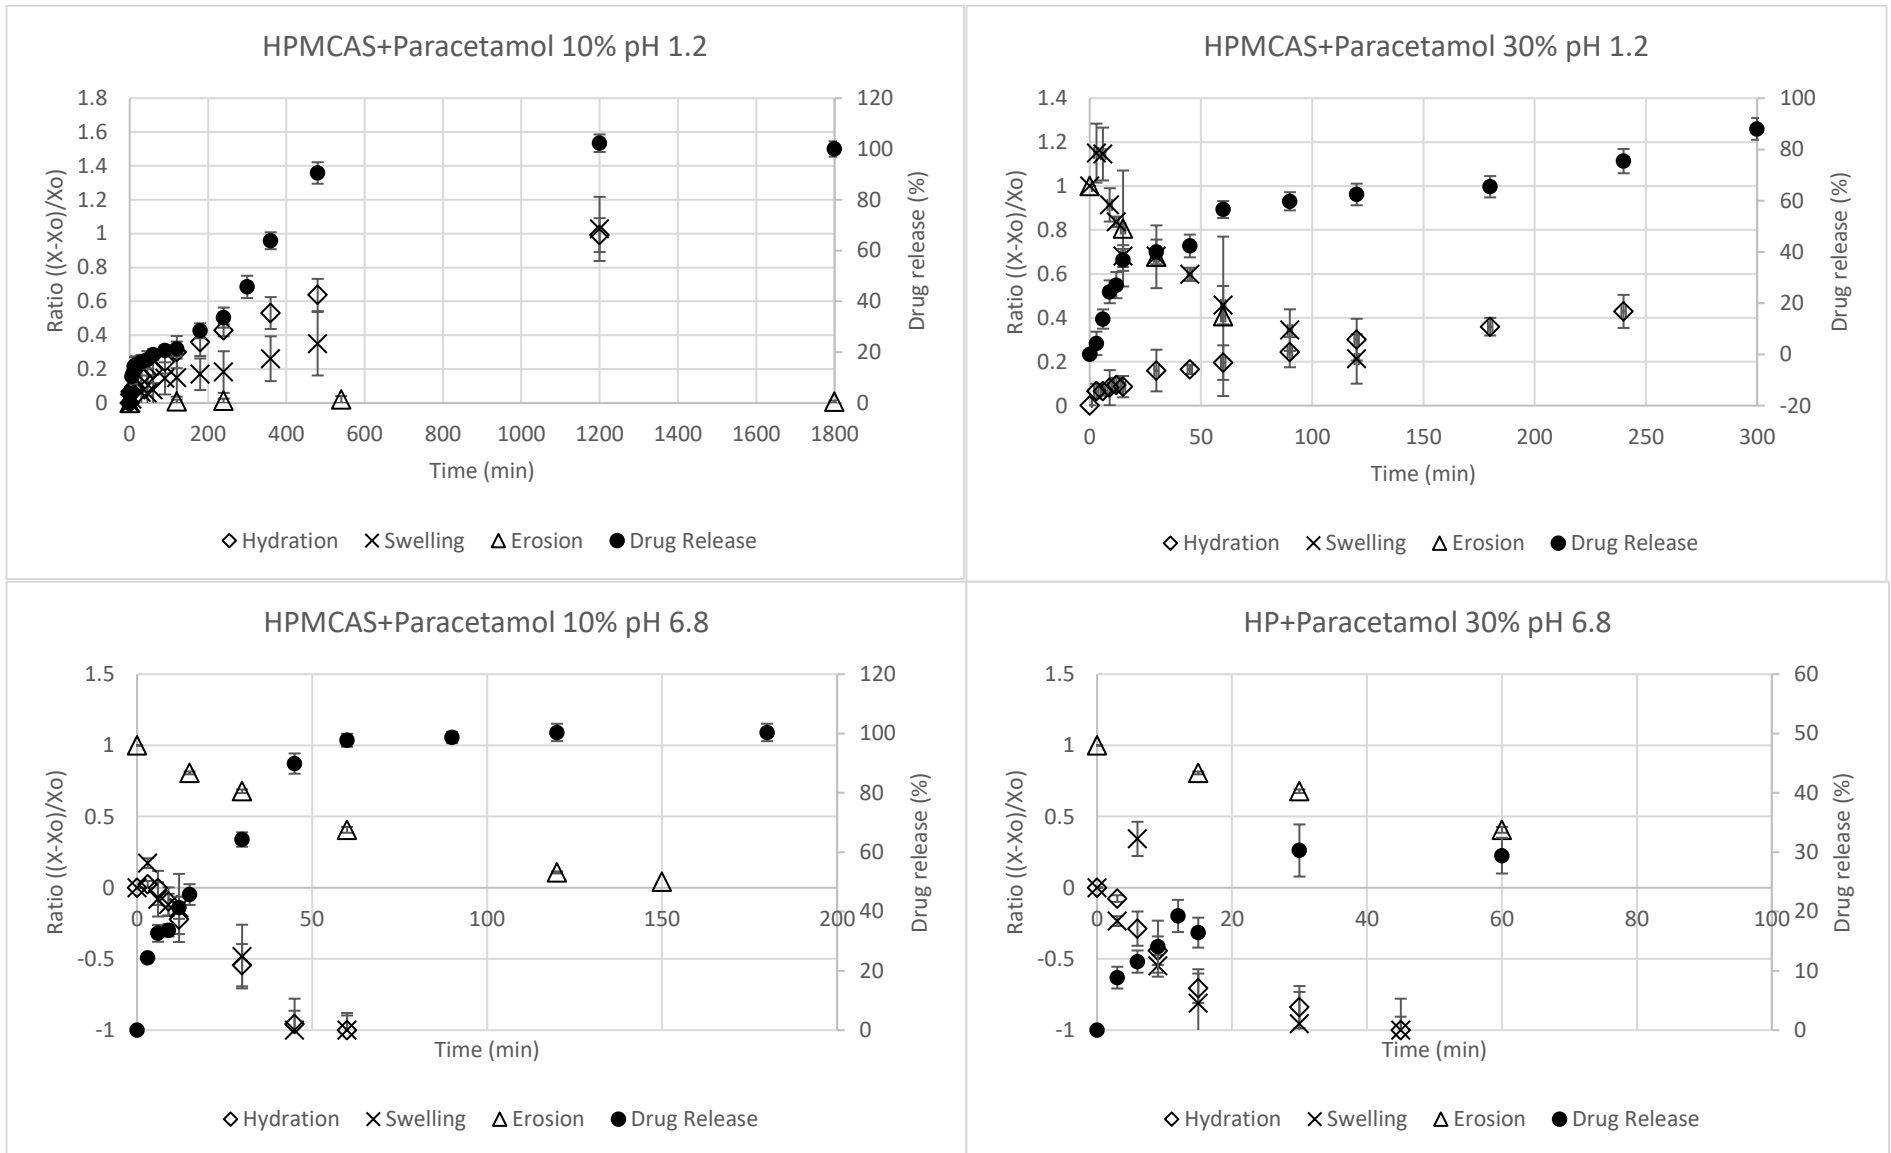 HPMCAS+Paracetamol 10% pH 1.2
Ratio ((X-Xo)/Xo)
1.8
1.6
1.4
1.2
1
0.8
0.6
0.4
0.2
0
120
100
80
60
40
20
0
Drug release (%)
0 200 400 600 800 1000 1200 1400 1600 1800
Time (min)
Hydration Swelling Erosion Drug Release
HPMCAS+Paracetamol 30% pH 1.2
Ratio ((X-Xo)/Xo)
1.4
1.2
1
0.8
0.6
0.4
0.2
0
100
80
60
40
20
0
-20
Drug release (%)
0 50 100 150 200 250 300
Time (min)
Hydration Swelling Erosion Drug Release
HPMCAS+Paracetamol 10% pH 6.8
Ratio ((X-Xo)/Xo)
1.5
1
0.5
0
-0.5
-1
120
100
80
60
40
20
0
Drug release (%)
0 50 100 150 200
Time (min)
Hydration Swelling Erosion Drug Release
HP+Paracetamol 30% pH 6.8
Ratio ((X-Xo)/Xo)
1.5
1
0.5
0
-0.5
-1
60
50
40
30
20
10
0
Drug release (%)
0 20 40 60 80 100
Time (min)
Hydration Swelling Erosion Drug Release